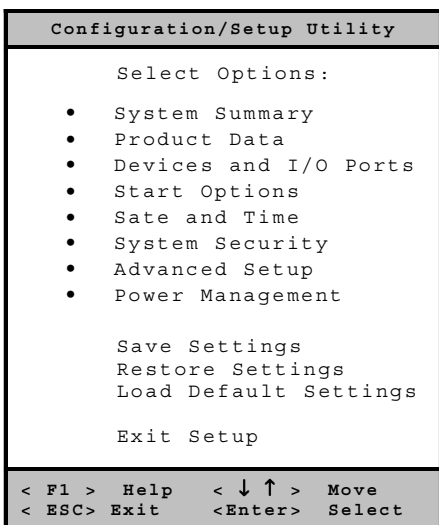 Configuration/Setup Utility
Select Options:
• System Summary
• Product Data
• Devices and I/O Ports
• Start Options
• Sate and Time
• System Security
• Advanced Setup
• Power Management
Save Settings
Restore Settings
Load Default Settings
Exit Setup
< F1 > Help < ↓ ↑ > Move
< ESC> Exit <Enter> Select